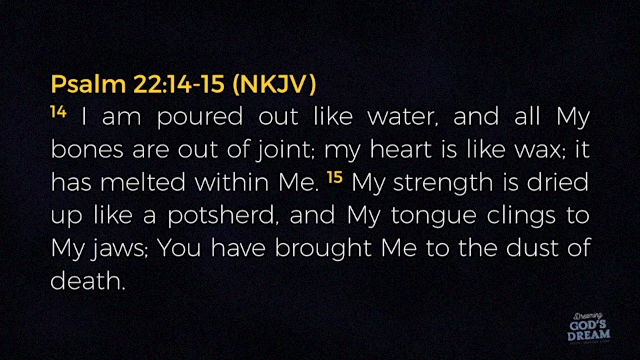 Psalm 22:14-15 (NKJV)
14 I am poured out like water, and all My
bones are out of joint; my heart is like wax; it
has melted within Me. 15 My strength is dried
up like a potsherd, and My tongue clings to
My jaws; You have brought Me to the dust of
death.
Dreaming
GOD'S
DREAM